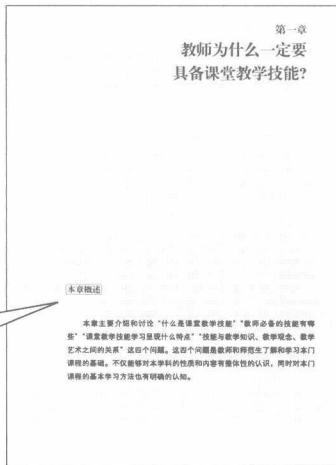 第一章
教师为什么一定要
具备课堂教学技能?
本章概述
本章主要介绍和讨论“什么是课堂教学技能”“教师必备的技能有哪
些”“课堂教学技能学习呈现什么特点”“技能与教学知识、教学观念、教学
艺术之间的关系”这四个问题。这四个问题是教师和师范生了解和学习本门
课程的基础。不仅能够对本学科的性质和内容有整体性的认识，同时对本门
课程的基本学习方法也有明确的认知。